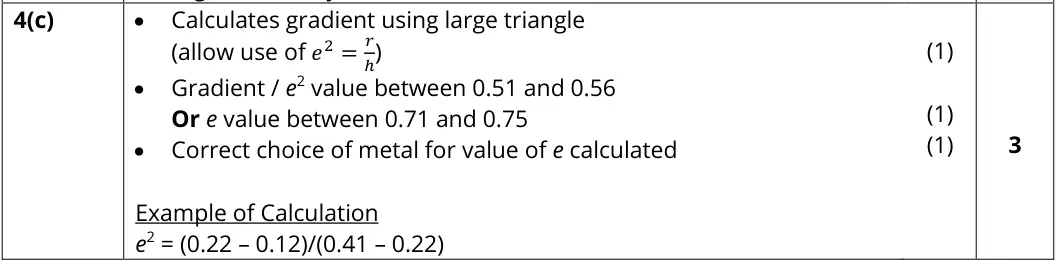 4(c)
• Calculates gradient using large triangle
(allow use of e² = r/h) (1)
• Gradient / e² value between 0.51 and 0.56
Or e value between 0.71 and 0.75 (1)
• Correct choice of metal for value of e calculated (1) 3
Example of Calculation
e² = (0.22 – 0.12)/(0.41 – 0.22)